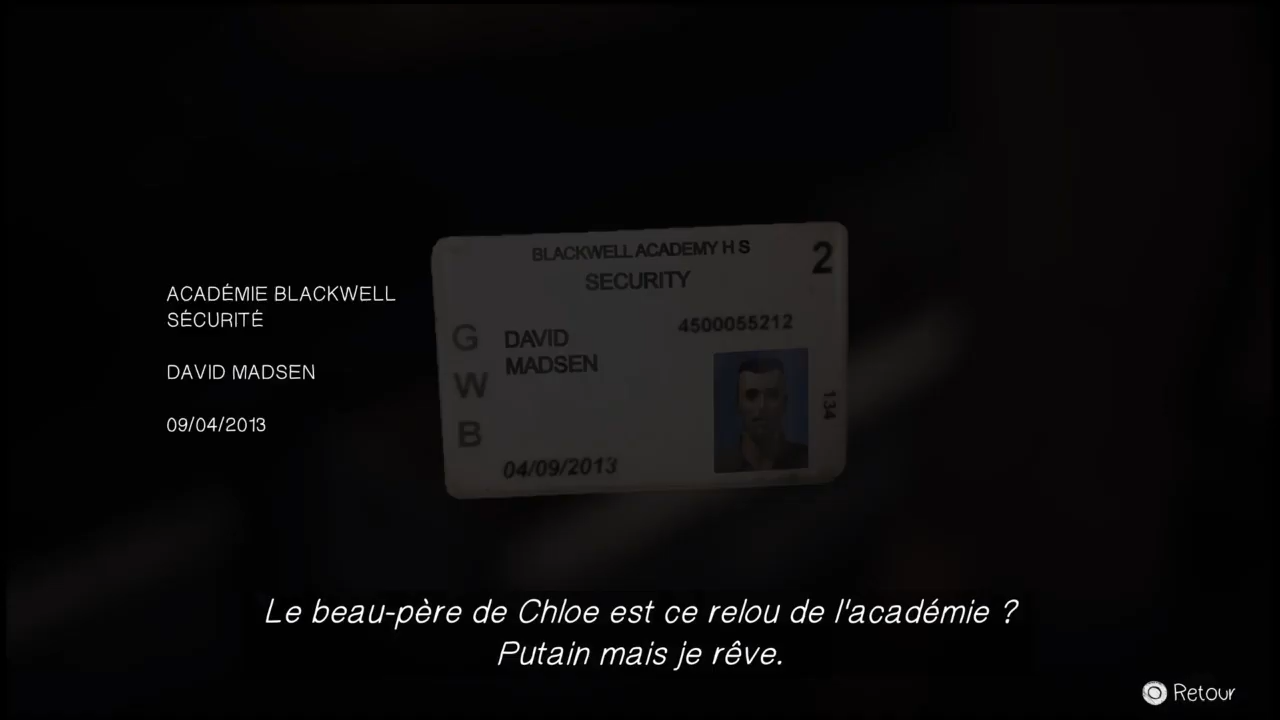 ACADÉMIE BLACKWELL
SÉCURITÉ
DAVID MADSEN
09/04/2013
BLACKWELL ACADEMY H S
2
SECURITY
4500055212
G
W
B
DAVID
MADSEN
134
04/09/2013
Le beau-père de Chloe est ce relou de l'académie ?
Putain mais je rêve.
Retour